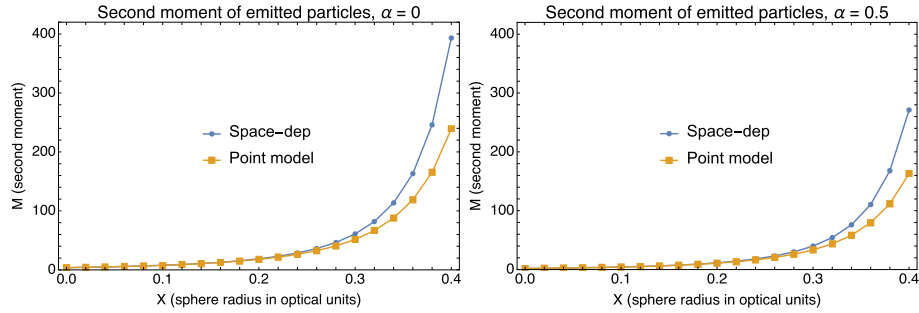 Second moment of emitted particles, α = 0
400
300
200
100
0
M (second moment)
Space-dep
Point model
0.0 0.1 0.2 0.3 0.4
X (sphere radius in optical units)
Second moment of emitted particles, α = 0.5
400
300
200
100
0
M (second moment)
Space-dep
Point model
0.0 0.1 0.2 0.3 0.4
X (sphere radius in optical units)